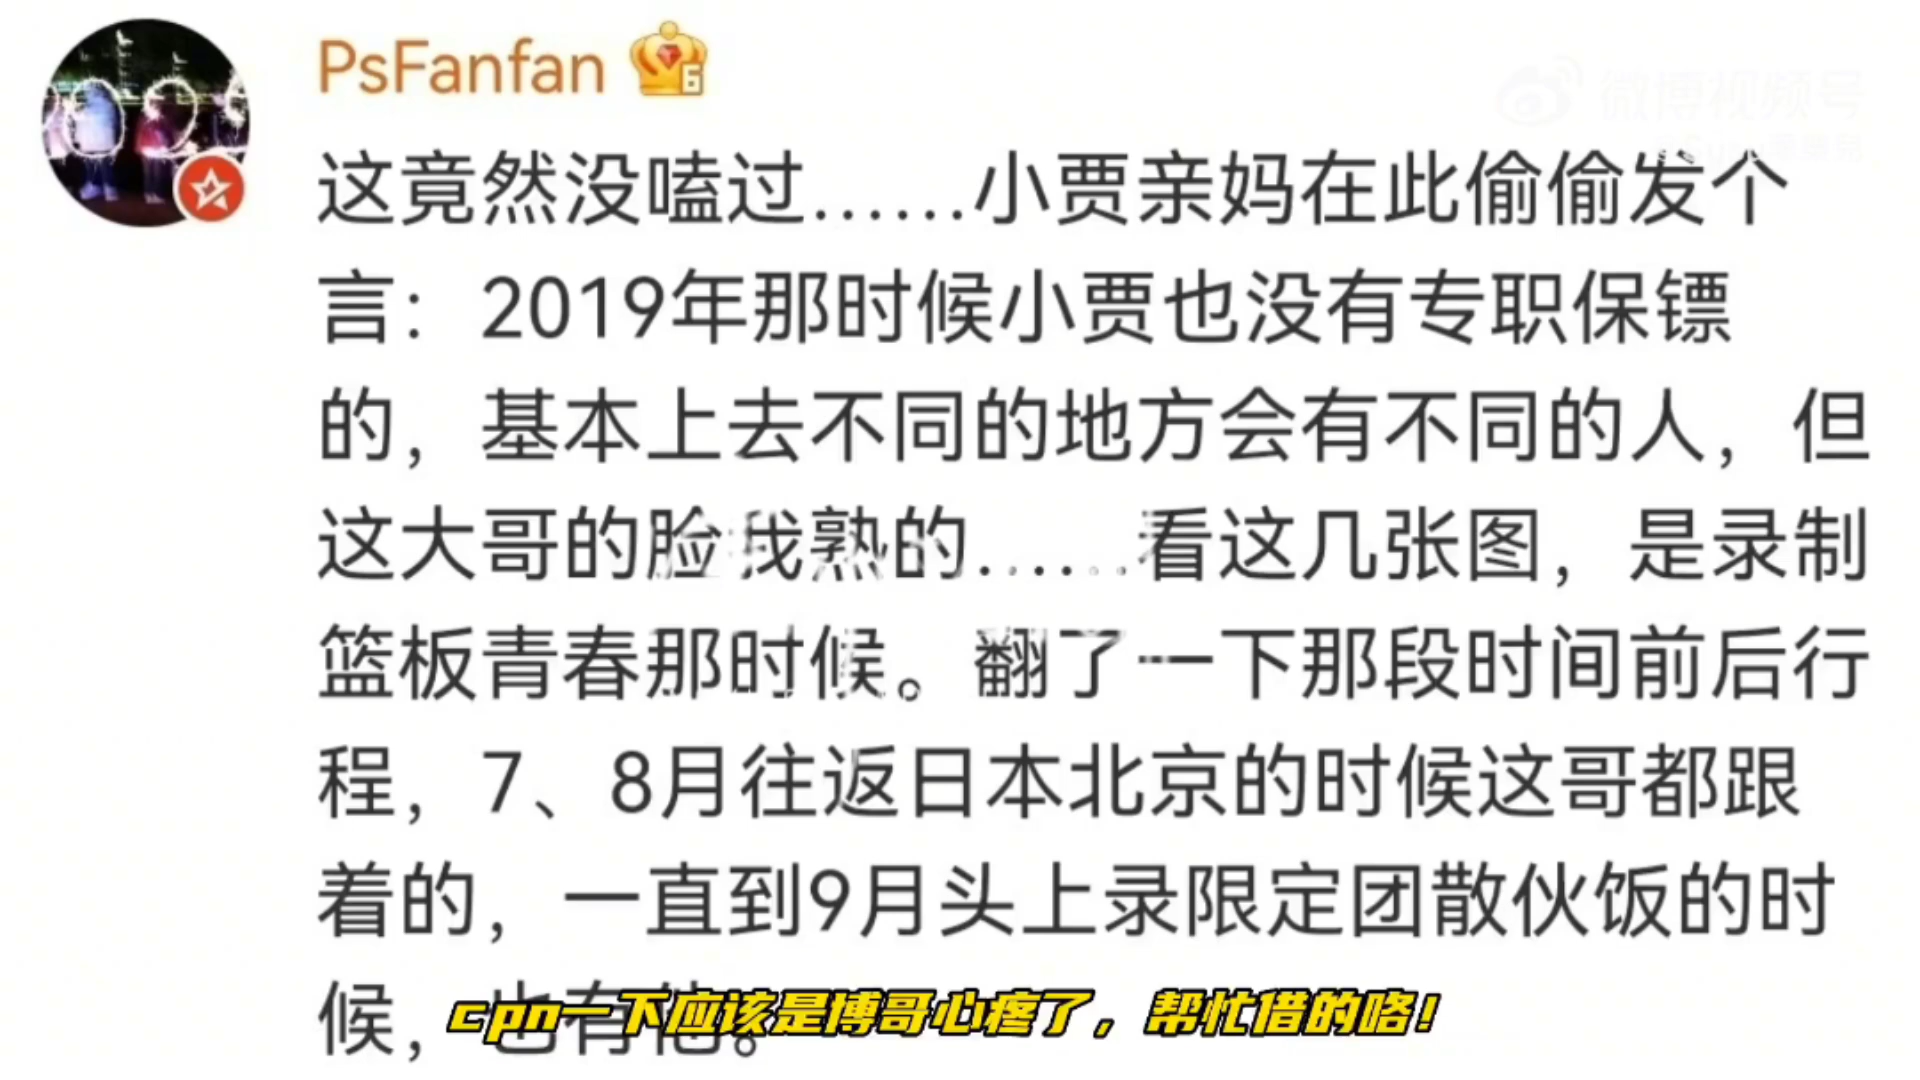 PsFanfan
6
微博视频号
这竟然没嗑过……小贾亲妈在此偷偷发个
言：2019年那时候小贾也没有专职保镖
的，基本上去不同的地方会有不同的人，但
这大哥的脸我熟的……看这几张图，是录制
篮板青春那时候。翻了一下那段时间前后行
程，7、8月往返日本北京的时候这哥都跟
着的，一直到9月头上录限定团散伙饭的时
候，也有他。
cpn一下应该是博哥心疼了，帮忙借的咯！